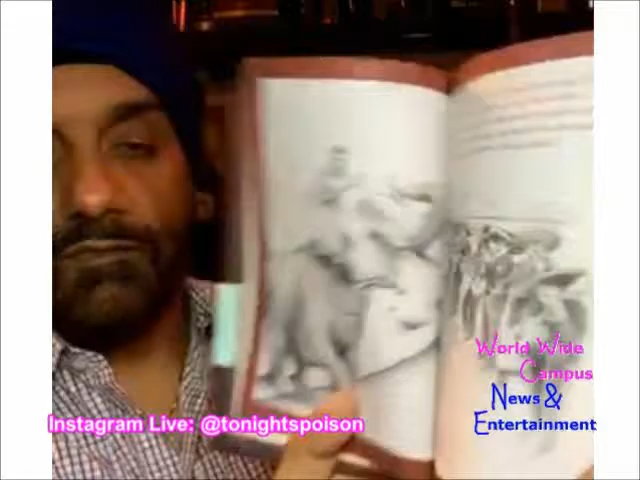 World Wide
Campus
News &
Entertainment
Instagram Live: @tonightspoison